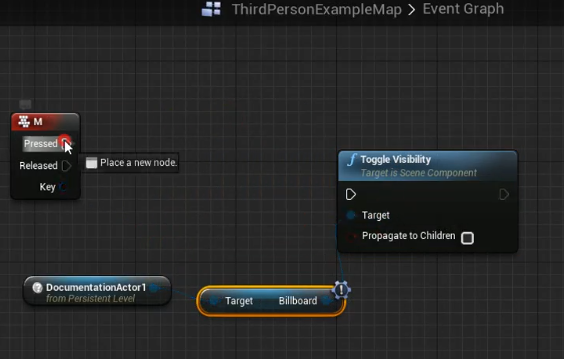 ThirdPersonExampleMap > Event Graph
M
Pressed
Released
Key
Place a new node.
Toggle Visibility
Target is Scene Component
Target
Propagate to Children
DocumentationActor1
from Persistent Level
Target Billboard